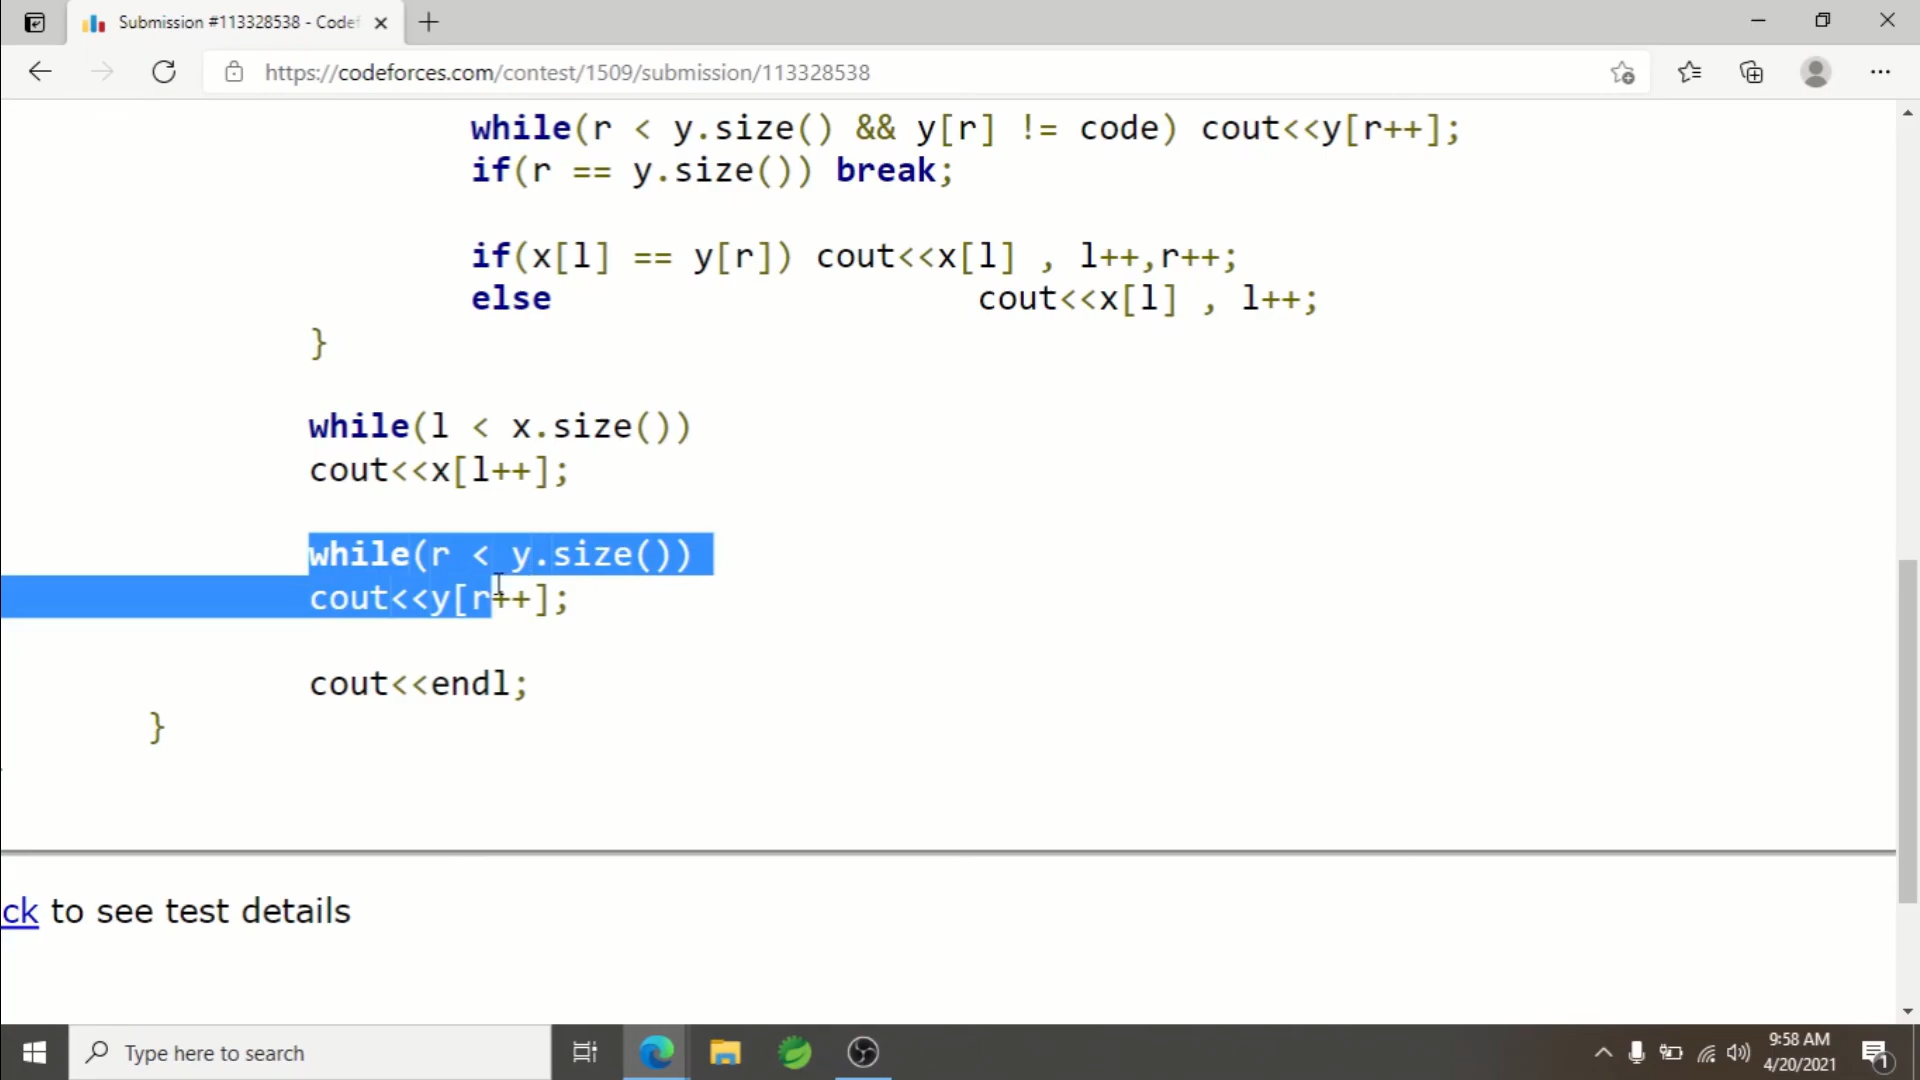 Submission #113328538 - Codef
https://codeforces.com/contest/1509/submission/113328538
while(r < y.size() && y[r] != code) cout<<y[r++];
if(r == y.size()) break;
if(x[l] == y[r]) cout<<x[l] , l++,r++;
else cout<<x[l] , l++;
}
while(l < x.size())
cout<<x[l++];
while(r < y.size())
cout<<y[r++];
cout<<endl;
}
ck to see test details
Type here to search
9:58 AM
4/20/2021
1